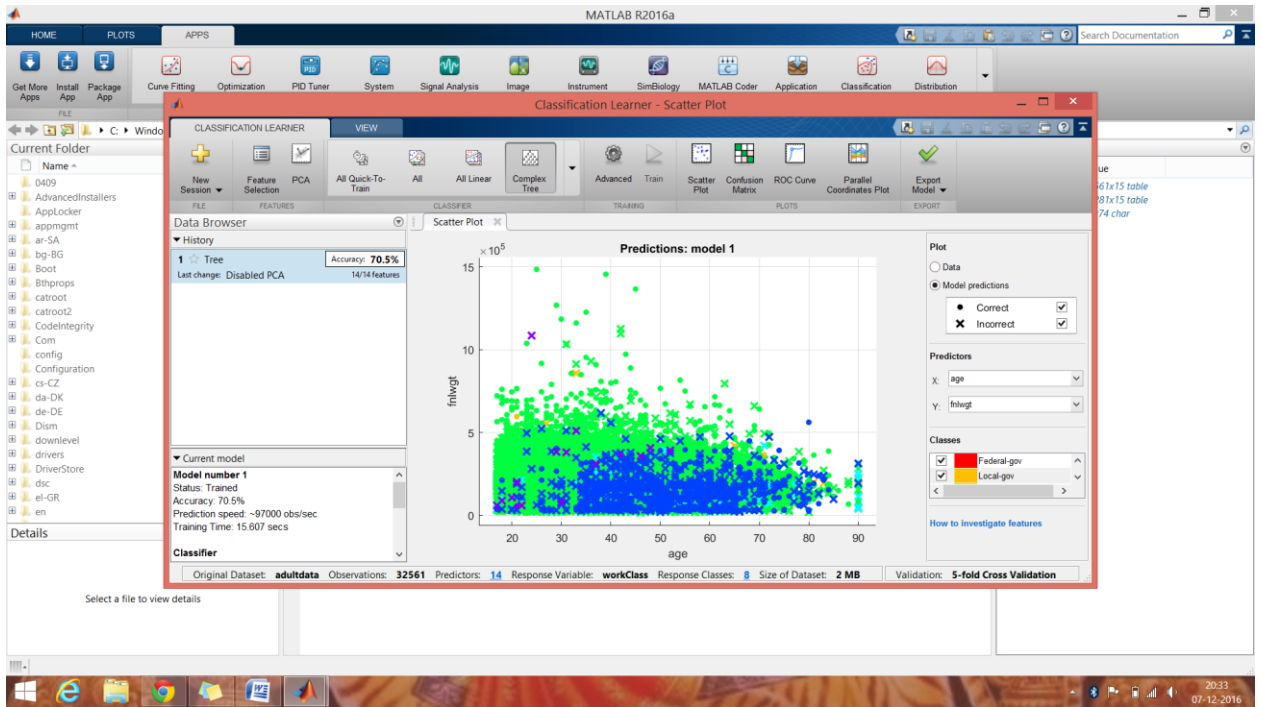 MATLAB R2016a
HOME PLOTS APPS
Search Documentation
Get More Apps
Install App
Package App
Curve Fitting
Optimization
PID Tuner
System
Signal Analysis
Image
Instrument
SimBiology
MATLAB Coder
Application
Classification
Distribution
FILE
C: Windo
Current Folder
Name
0409
AdvancedInstallers
AppLocker
appmgmt
ar-SA
bg-BG
Boot
Bthprops
catroot
catroot2
CodeIntegrity
Com
config
Configuration
cs-CZ
da-DK
de-DE
Dism
downlevel
drivers
DriverStore
dsc
el-GR
en
Details
Select a file to view details
Classification Learner - Scatter Plot
CLASSIFICATION LEARNER VIEW
New Session
Feature Selection
PCA
All Quick-To-Train
All
All Linear
Complex Tree
Advanced
Train
Scatter Plot
Confusion Matrix
ROC Curve
Parallel Coordinates Plot
Export Model
FILE FEATURES CLASSIFIER TRAINING PLOTS EXPORT
Data Browser
History
1 Tree Accuracy: 70.5%
Last change: Disabled PCA 14/14 features
Current model
Model number 1
Status: Trained
Accuracy: 70.5%
Prediction speed: ~97000 obs/sec
Training Time: 15.607 secs
Classifier
Scatter Plot
×10⁵
Predictions: model 1
15
10
5
0
fnlwgt
20 30 40 50 60 70 80 90
age
Plot
Data
Model predictions
Correct
Incorrect
Predictors
X: age
Y: fnlwgt
Classes
Federal-gov
Local-gov
How to investigate features
Original Dataset: adultdata Observations: 32561 Predictors: 14 Response Variable: workClass Response Classes: 8 Size of Dataset: 2 MB Validation: 5-fold Cross Validation
ue
561x15 table
281x15 table
x74 char
20:33
07-12-2016